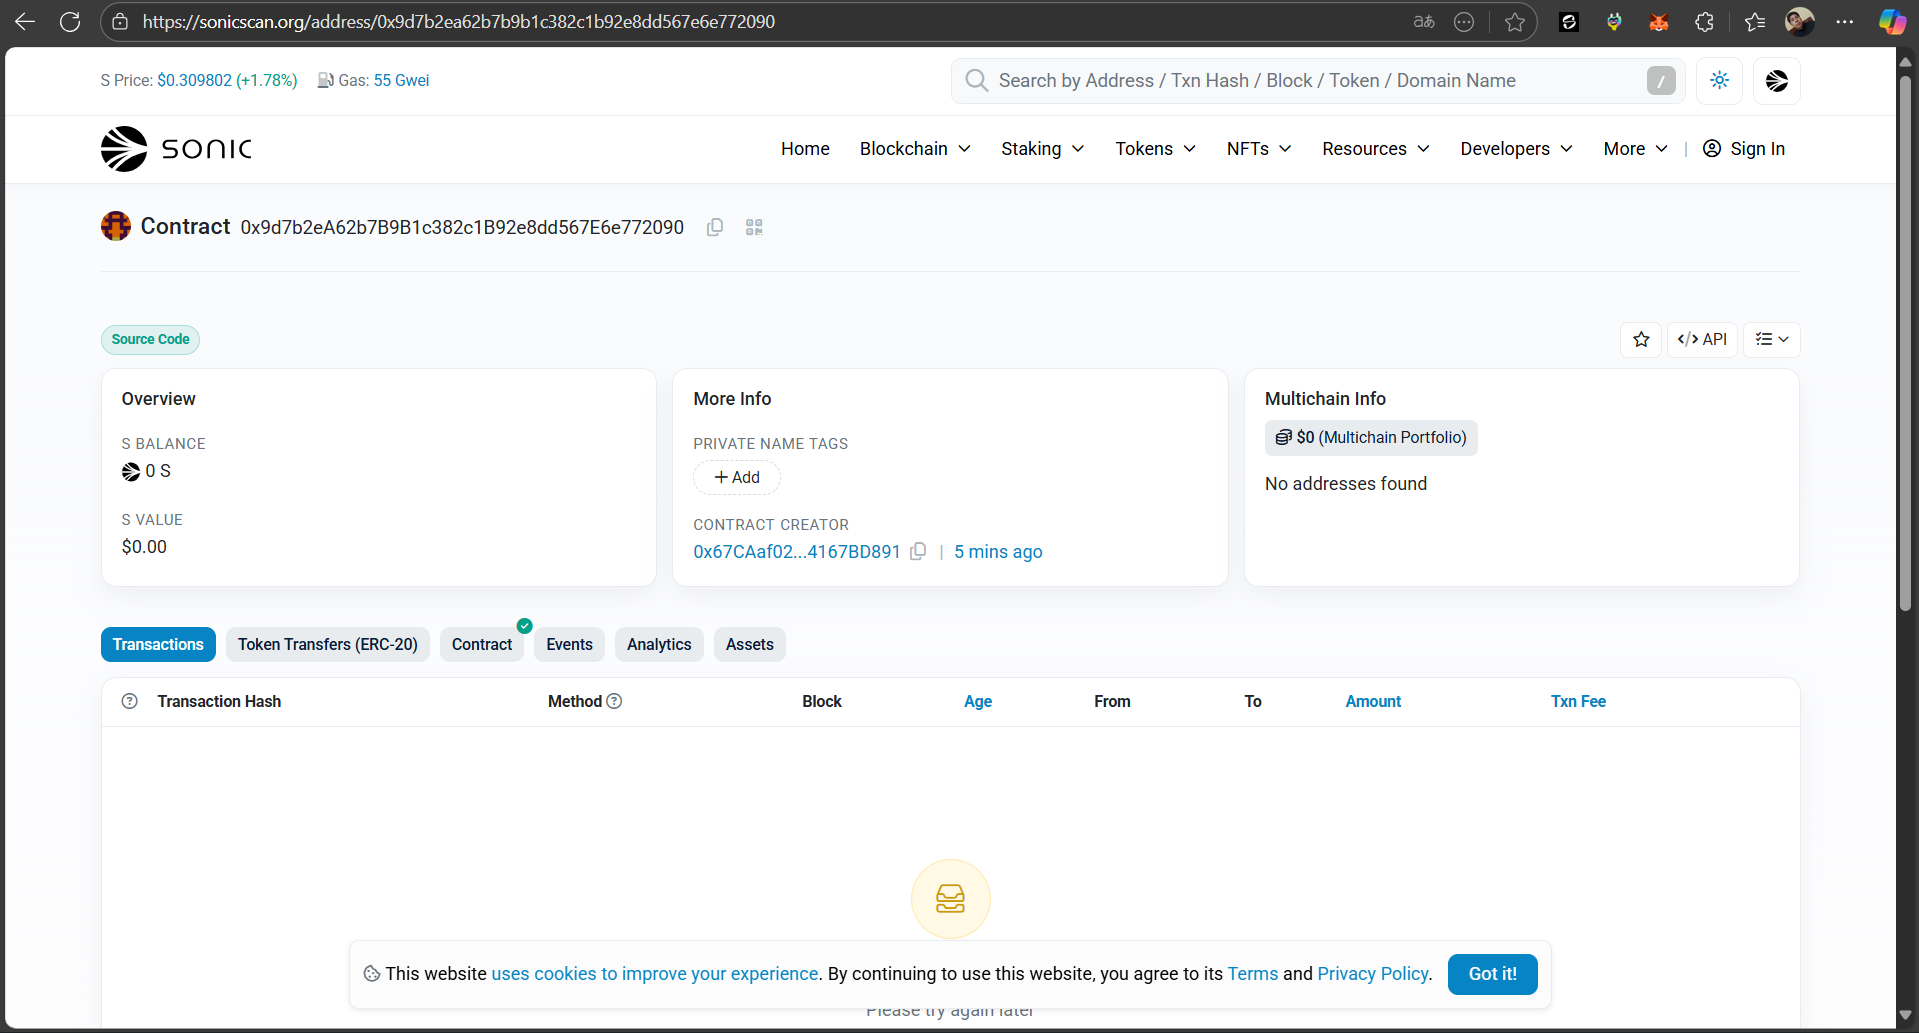 https://sonicscan.org/address/0x9d7b2ea62b7b9b1c382c1b92e8dd567e6e772090
S Price: $0.309802 (+1.78%) Gas: 55 Gwei
Search by Address / Txn Hash / Block / Token / Domain Name /
SONIC
Home Blockchain Staking Tokens NFTs Resources Developers More | Sign In
Contract 0x9d7b2eA62b7B9B1c382c1B92e8dd567E6e772090
Source Code
</> API
Overview
S BALANCE
0 S
S VALUE
$0.00
More Info
PRIVATE NAME TAGS
+ Add
CONTRACT CREATOR
0x67CAaf02...4167BD891 | 5 mins ago
Multichain Info
$0 (Multichain Portfolio)
No addresses found
Transactions Token Transfers (ERC-20) Contract Events Analytics Assets
Transaction Hash Method Block Age From To Amount Txn Fee
This website uses cookies to improve your experience. By continuing to use this website, you agree to its Terms and Privacy Policy. Got it!
Please try again later